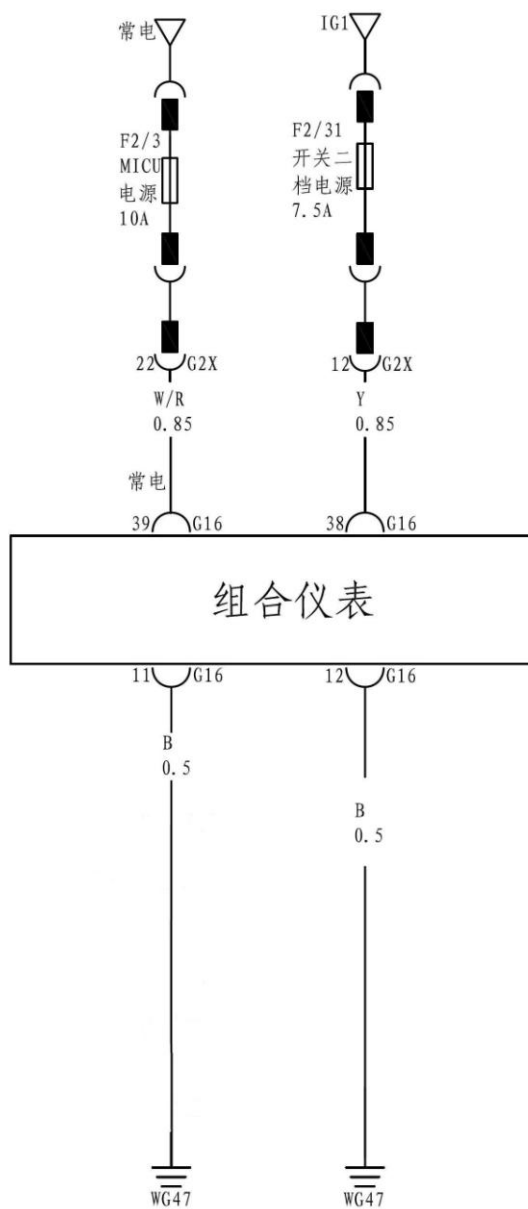 常电
IG1
F2/3
MICU
电源
10A
F2/31
开关二
档电源
7.5A
22 G2X
12 G2X
W/R
0.85
Y
0.85
常电
39 G16
38 G16
组合仪表
11 G16
12 G16
B
0.5
B
0.5
WG47
WG47